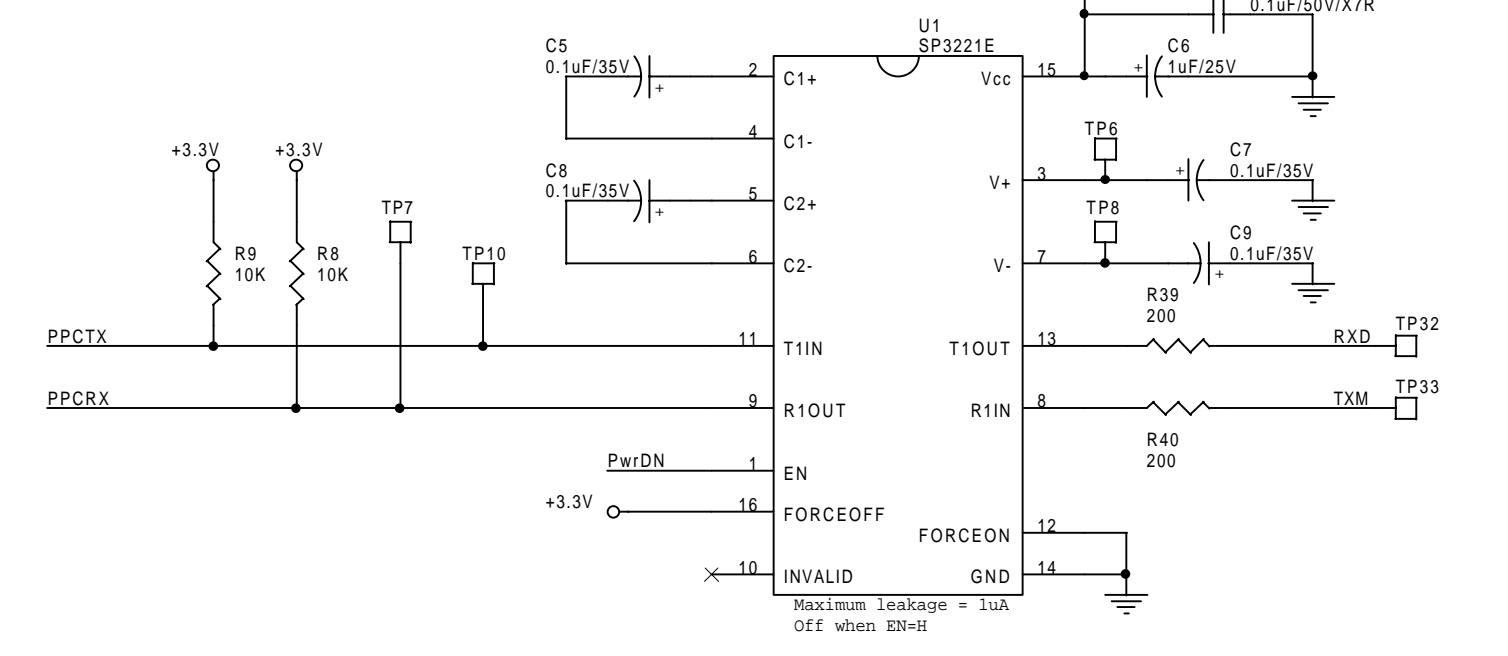 0.1uF/50V/X7R
U1
SP3221E
C5
0.1uF/35V
+
2
C1+
4
C1-
C8
0.1uF/35V
+
5
C2+
6
C2-
Vcc
15
C6
1uF/25V
+
TP6
V+
3
C7
0.1uF/35V
+
TP8
V-
7
C9
0.1uF/35V
+
+3.3V
+3.3V
R9
10K
R8
10K
TP7
TP10
PPCTX
11
T1IN
PPCRX
9
R1OUT
R39
200
T1OUT
13
RXD
TP32
R1IN
8
TXM
TP33
R40
200
PwrDN
1
EN
+3.3V
16
FORCEOFF
10
INVALID
FORCEON
12
GND
14
Maximum leakage = 1uA
Off when EN=H